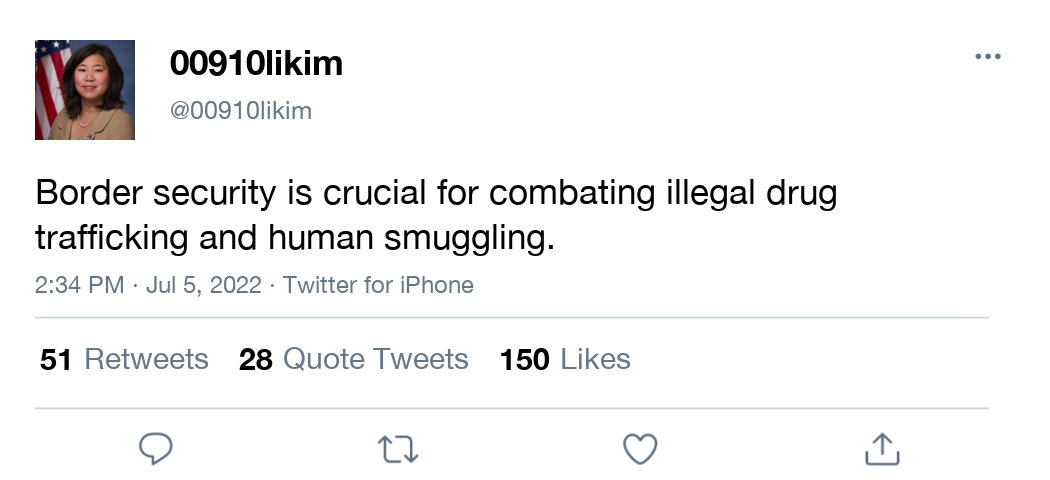 00910likim
@00910likim
Border security is crucial for combating illegal drug
trafficking and human smuggling.
2:34 PM · Jul 5, 2022 · Twitter for iPhone
51 Retweets 28 Quote Tweets 150 Likes